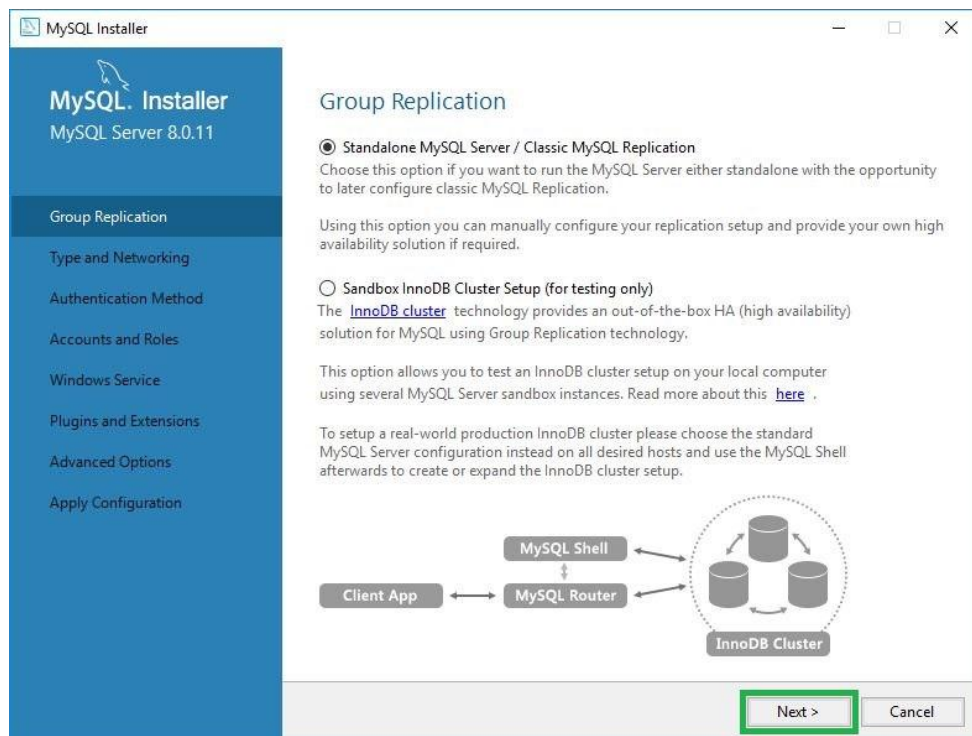 MySQL Installer
MySQL. Installer
MySQL Server 8.0.11
Group Replication
Type and Networking
Authentication Method
Accounts and Roles
Windows Service
Plugins and Extensions
Advanced Options
Apply Configuration
Group Replication
Standalone MySQL Server / Classic MySQL Replication
Choose this option if you want to run the MySQL Server either standalone with the opportunity
to later configure classic MySQL Replication.
Using this option you can manually configure your replication setup and provide your own high
availability solution if required.
Sandbox InnoDB Cluster Setup (for testing only)
The InnoDB cluster technology provides an out-of-the-box HA (high availability)
solution for MySQL using Group Replication technology.
This option allows you to test an InnoDB cluster setup on your local computer
using several MySQL Server sandbox instances. Read more about this here .
To setup a real-world production InnoDB cluster please choose the standard
MySQL Server configuration instead on all desired hosts and use the MySQL Shell
afterwards to create or expand the InnoDB cluster setup.
MySQL Shell
Client App
MySQL Router
InnoDB Cluster
Next >
Cancel